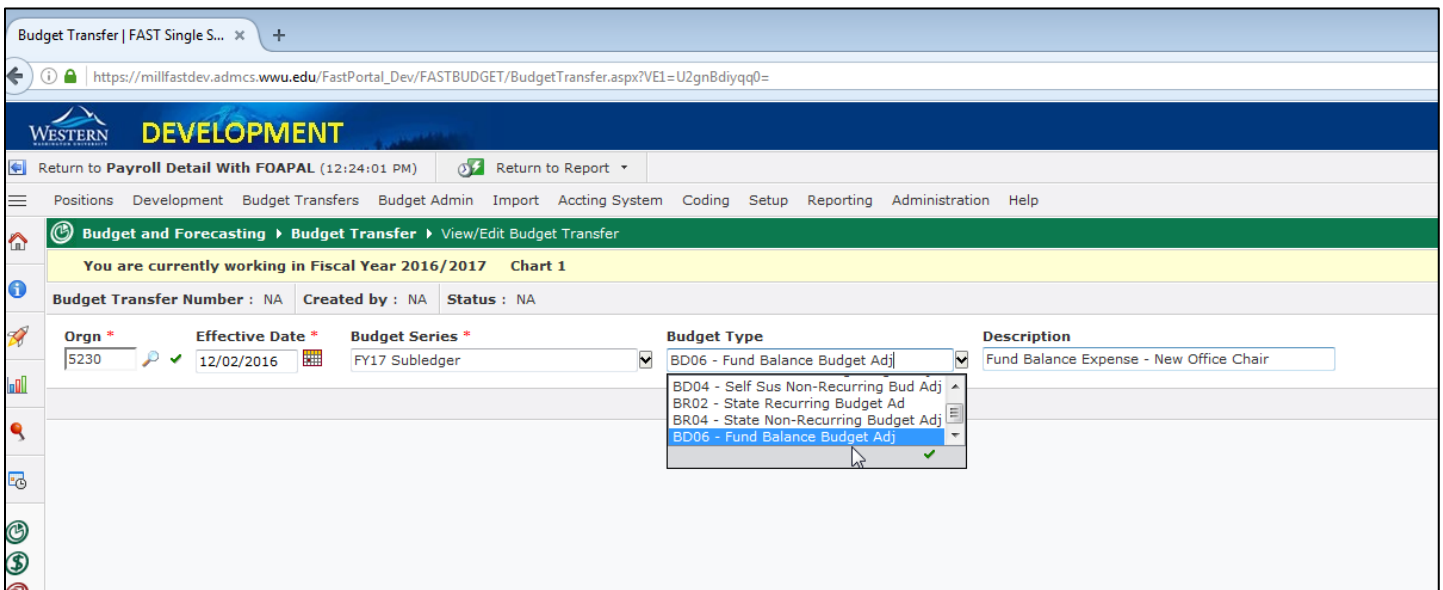 Budget Transfer | FAST Single S... × +
https://millfastdev.admcs.wwu.edu/FastPortal_Dev/FASTBUDGET/BudgetTransfer.aspx?VE1=U2gnBdiyqq0=
WESTERN DEVELOPMENT
Return to Payroll Detail With FOAPAL (12:24:01 PM) Return to Report
Positions Development Budget Transfers Budget Admin Import Accting System Coding Setup Reporting Administration Help
Budget and Forecasting Budget Transfer View/Edit Budget Transfer
You are currently working in Fiscal Year 2016/2017 Chart 1
Budget Transfer Number : NA Created by : NA Status : NA
Orgn * Effective Date * Budget Series * Budget Type Description
5230 12/02/2016 FY17 Subledger BD06 - Fund Balance Budget Adj Fund Balance Expense - New Office Chair
BD04 - Self Sus Non-Recurring Bud Adj
BR02 - State Recurring Budget Ad
BR04 - State Non-Recurring Budget Adj
BD06 - Fund Balance Budget Adj